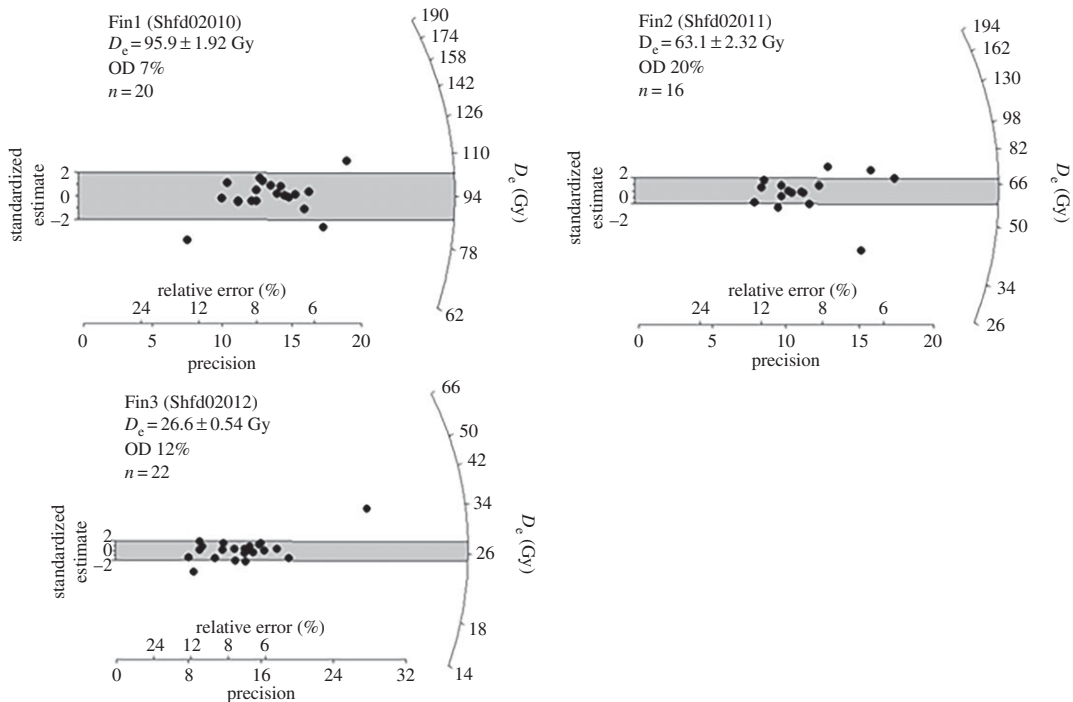 Fin1 (Shfd02010)
De = 95.9 ± 1.92 Gy
OD 7%
n = 20
190
174
158
142
126
110
94
78
62
De (Gy)
standardized
estimate
2
0
−2
relative error (%)
24 12 8 6
0 5 10 15 20
precision
Fin2 (Shfd02011)
De = 63.1 ± 2.32 Gy
OD 20%
n = 16
194
162
130
98
82
66
50
34
26
De (Gy)
standardized
estimate
2
0
−2
relative error (%)
24 12 8 6
0 5 10 15 20
precision
Fin3 (Shfd02012)
De = 26.6 ± 0.54 Gy
OD 12%
n = 22
66
50
42
34
26
18
14
De (Gy)
standardized
estimate
2
0
−2
relative error (%)
24 12 8 6
0 8 16 24 32
precision